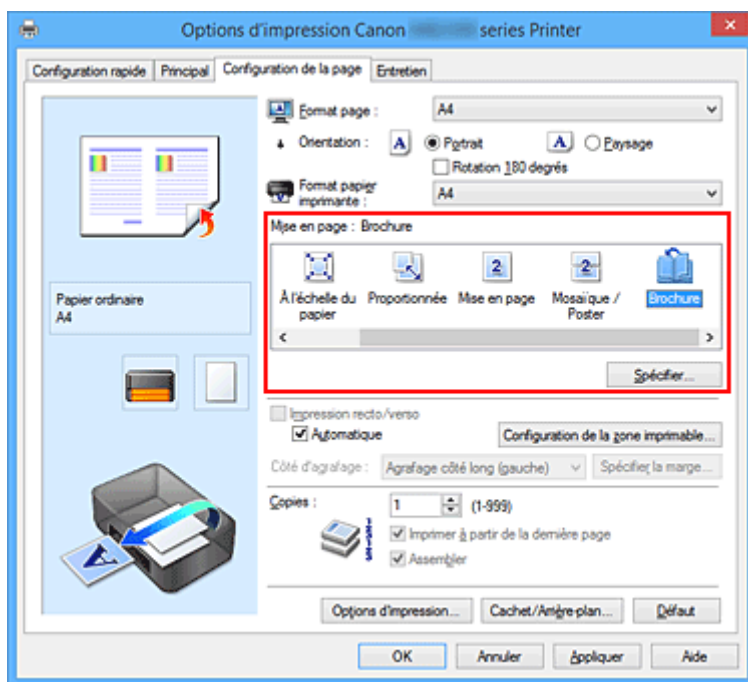 Options d'impression Canon series Printer
Configuration rapide Principal Configuration de la page Entretien
Format page : A4
Orientation : A Portrait A Paysage
Rotation 180 degrés
Format papier
imprimante : A4
Mise en page : Brochure
À l'échelle du
papier
Proportionnée
Mise en page
Mosaïque /
Poster
Brochure
Spécifier...
Papier ordinaire
A4
Impression recto/verso
Automatique
Configuration de la zone imprimable...
Côté d'agrafage : Agrafage côté long (gauche) Spécifier la marge...
Copies : 1 (1-999)
Imprimer à partir de la dernière page
Assembler
Options d'impression... Cachet/Arrière-plan... Défaut
OK Annuler Appliquer Aide